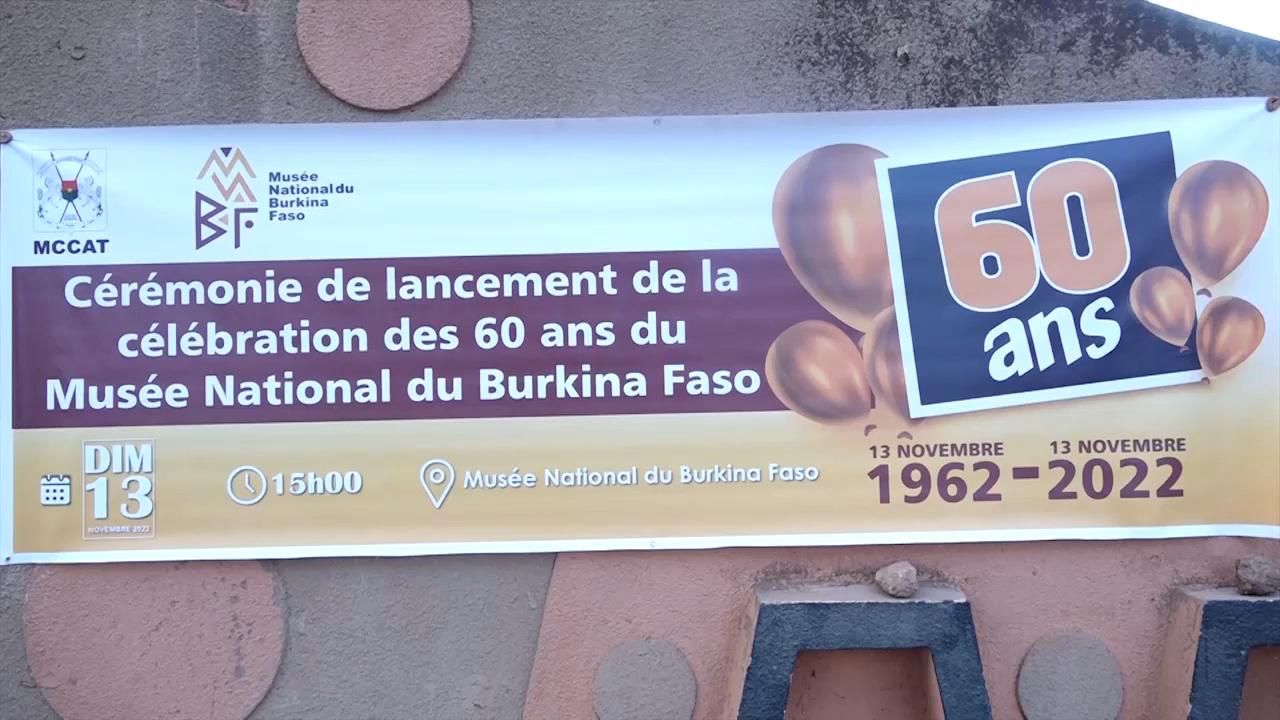 MCCAT
MBF
Musée
National du
Burkina
Faso
Cérémonie de lancement de la
célébration des 60 ans du
Musée National du Burkina Faso
60
ans
DIM
13
NOVEMBRE 2022
15h00
Musée National du Burkina Faso
13 NOVEMBRE 13 NOVEMBRE
1962-2022